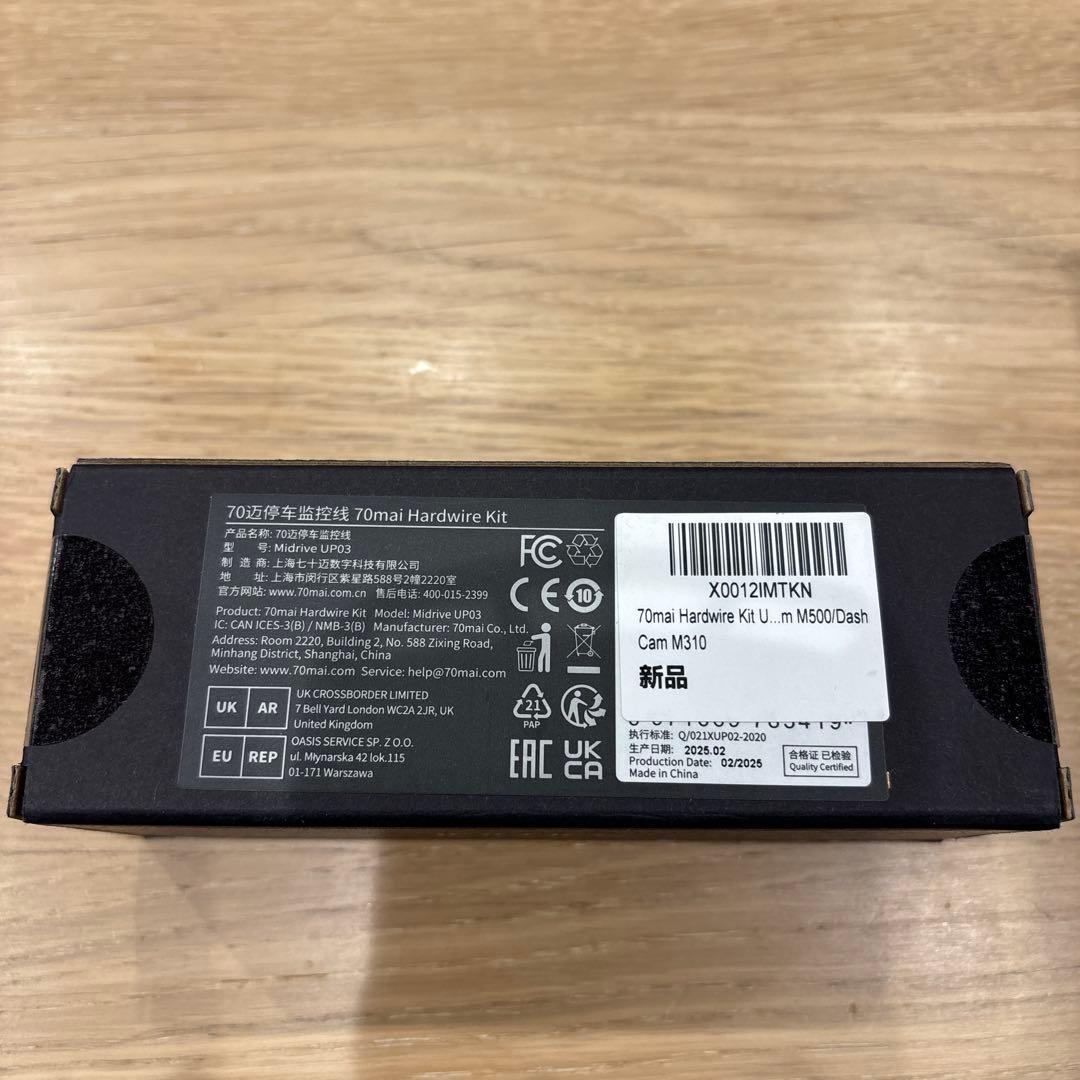 70迈停车监控线 70mai Hardwire Kit
产品名称: 70迈停车监控线
型 号: Midrive UP03
制 造 商: 上海七十迈数字科技有限公司
地 址: 上海市闵行区紫星路588号2幢2220室
官方网站: www.70mai.com.cn 售后电话: 400-015-2399
Product: 70mai Hardwire Kit Model: Midrive UP03
IC: CAN ICES-3(B) / NMB-3(B) Manufacturer: 70mai Co., Ltd.
Address: Room 2220, Building 2, No. 588 Zixing Road,
Minhang District, Shanghai, China
Website: www.70mai.com Service: help@70mai.com
UK AR
UK CROSSBORDER LIMITED
7 Bell Yard London WC2A 2JR, UK
United Kingdom
EU REP
OASIS SERVICE SP. Z O.O.
ul. Młynarska 42 lok.115
01-171 Warszawa
FC
CE 10
21
PAP
EAC UK
CA
X0012IMTKN
70mai Hardwire Kit U...m M500/Dash
Cam M310
新品
执行标准: Q/021XUP02-2020
生产日期: 2025.02
Production Date: 02/2025
Made in China
合格证 已检验
Quality Certified